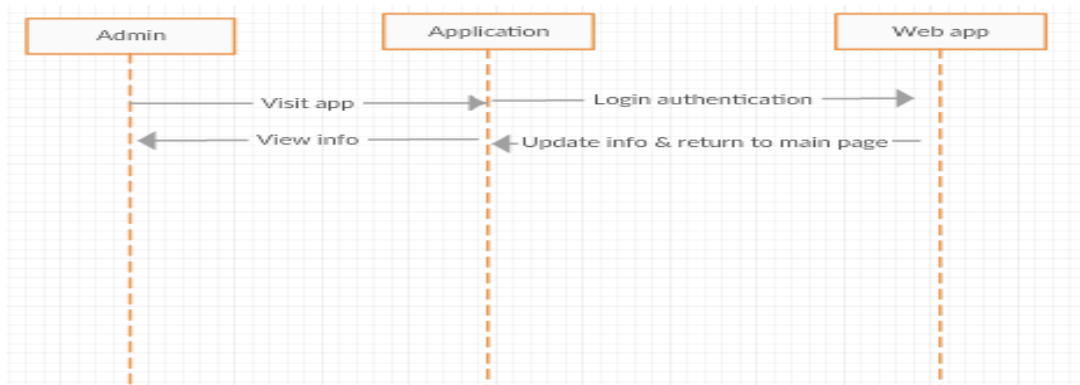 Admin
Application
Web app
Visit app
Login authentication
View info
Update info & return to main page